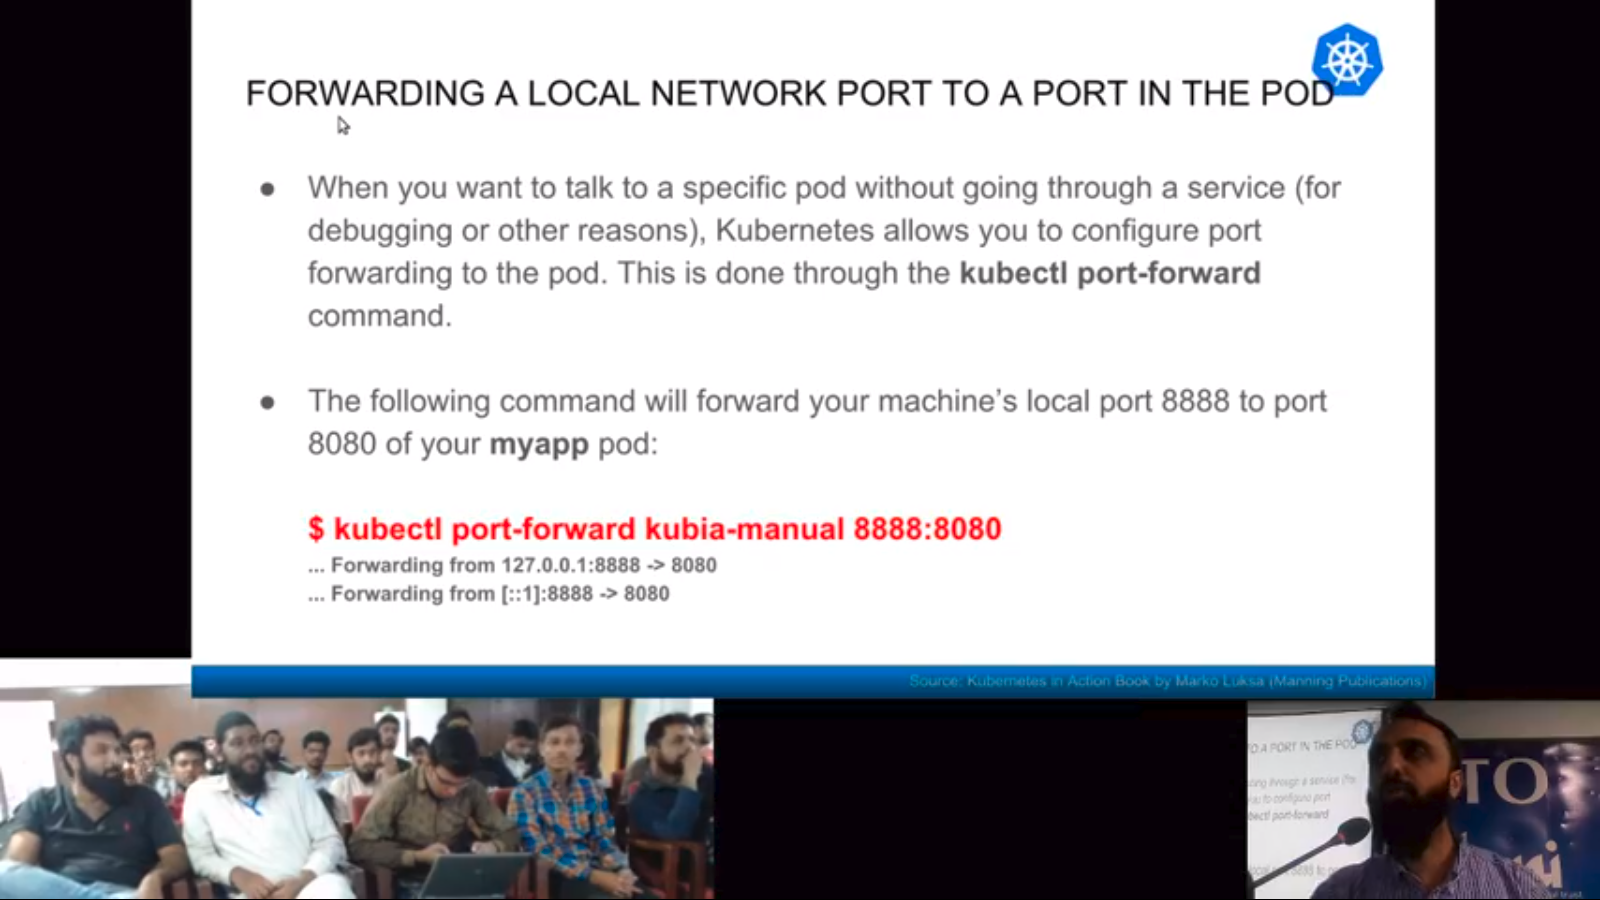 FORWARDING A LOCAL NETWORK PORT TO A PORT IN THE POD
● When you want to talk to a specific pod without going through a service (for
debugging or other reasons), Kubernetes allows you to configure port
forwarding to the pod. This is done through the kubectl port-forward
command.
● The following command will forward your machine's local port 8888 to port
8080 of your myapp pod:
$ kubectl port-forward kubia-manual 8888:8080
... Forwarding from 127.0.0.1:8888 -> 8080
... Forwarding from [::1]:8888 -> 8080
Source: Kubernetes in Action Book by Marko Luksa (Manning Publications)
TO A PORT IN THE POD
through a service (for
to configure port
port-forward
TO